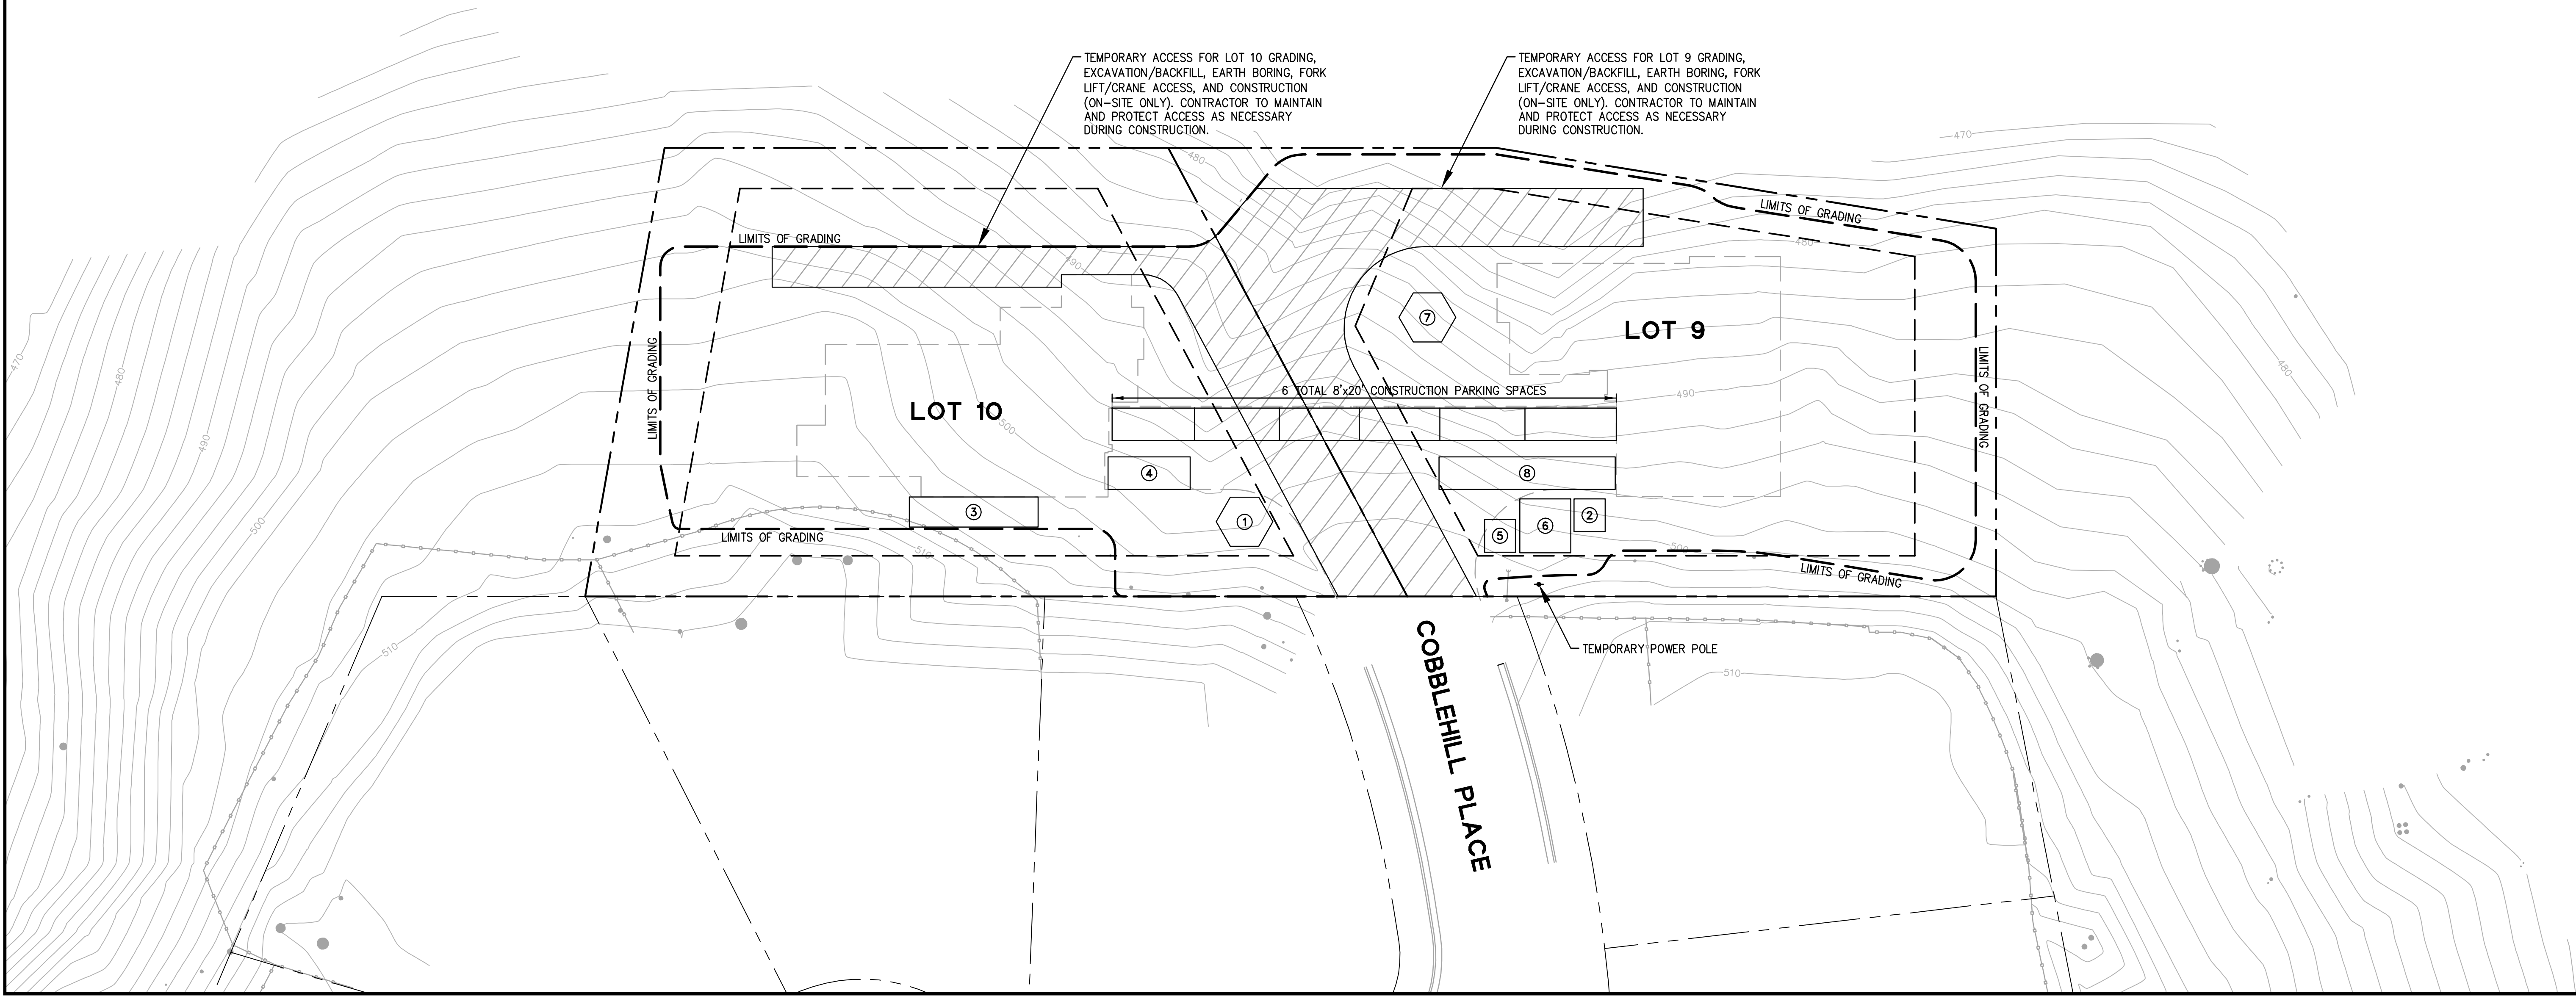 TEMPORARY ACCESS FOR LOT 10 GRADING,
EXCAVATION/BACKFILL, EARTH BORING, FORK
LIFT/CRANE ACCESS, AND CONSTRUCTION
(ON-SITE ONLY). CONTRACTOR TO MAINTAIN
AND PROTECT ACCESS AS NECESSARY
DURING CONSTRUCTION.
TEMPORARY ACCESS FOR LOT 9 GRADING,
EXCAVATION/BACKFILL, EARTH BORING, FORK
LIFT/CRANE ACCESS, AND CONSTRUCTION
(ON-SITE ONLY). CONTRACTOR TO MAINTAIN
AND PROTECT ACCESS AS NECESSARY
DURING CONSTRUCTION.
470
480
LIMITS OF GRADING
LIMITS OF GRADING
480
490
7
LOT 9
LIMITS OF GRADING
LIMITS OF GRADING
470
480
480
6 TOTAL 8'x20' CONSTRUCTION PARKING SPACES
490
LOT 10
500
490
4
8
3
1
2
5
6
500
510
500
LIMITS OF GRADING
LIMITS OF GRADING
510
TEMPORARY POWER POLE
510
COBBLEHILL PLACE